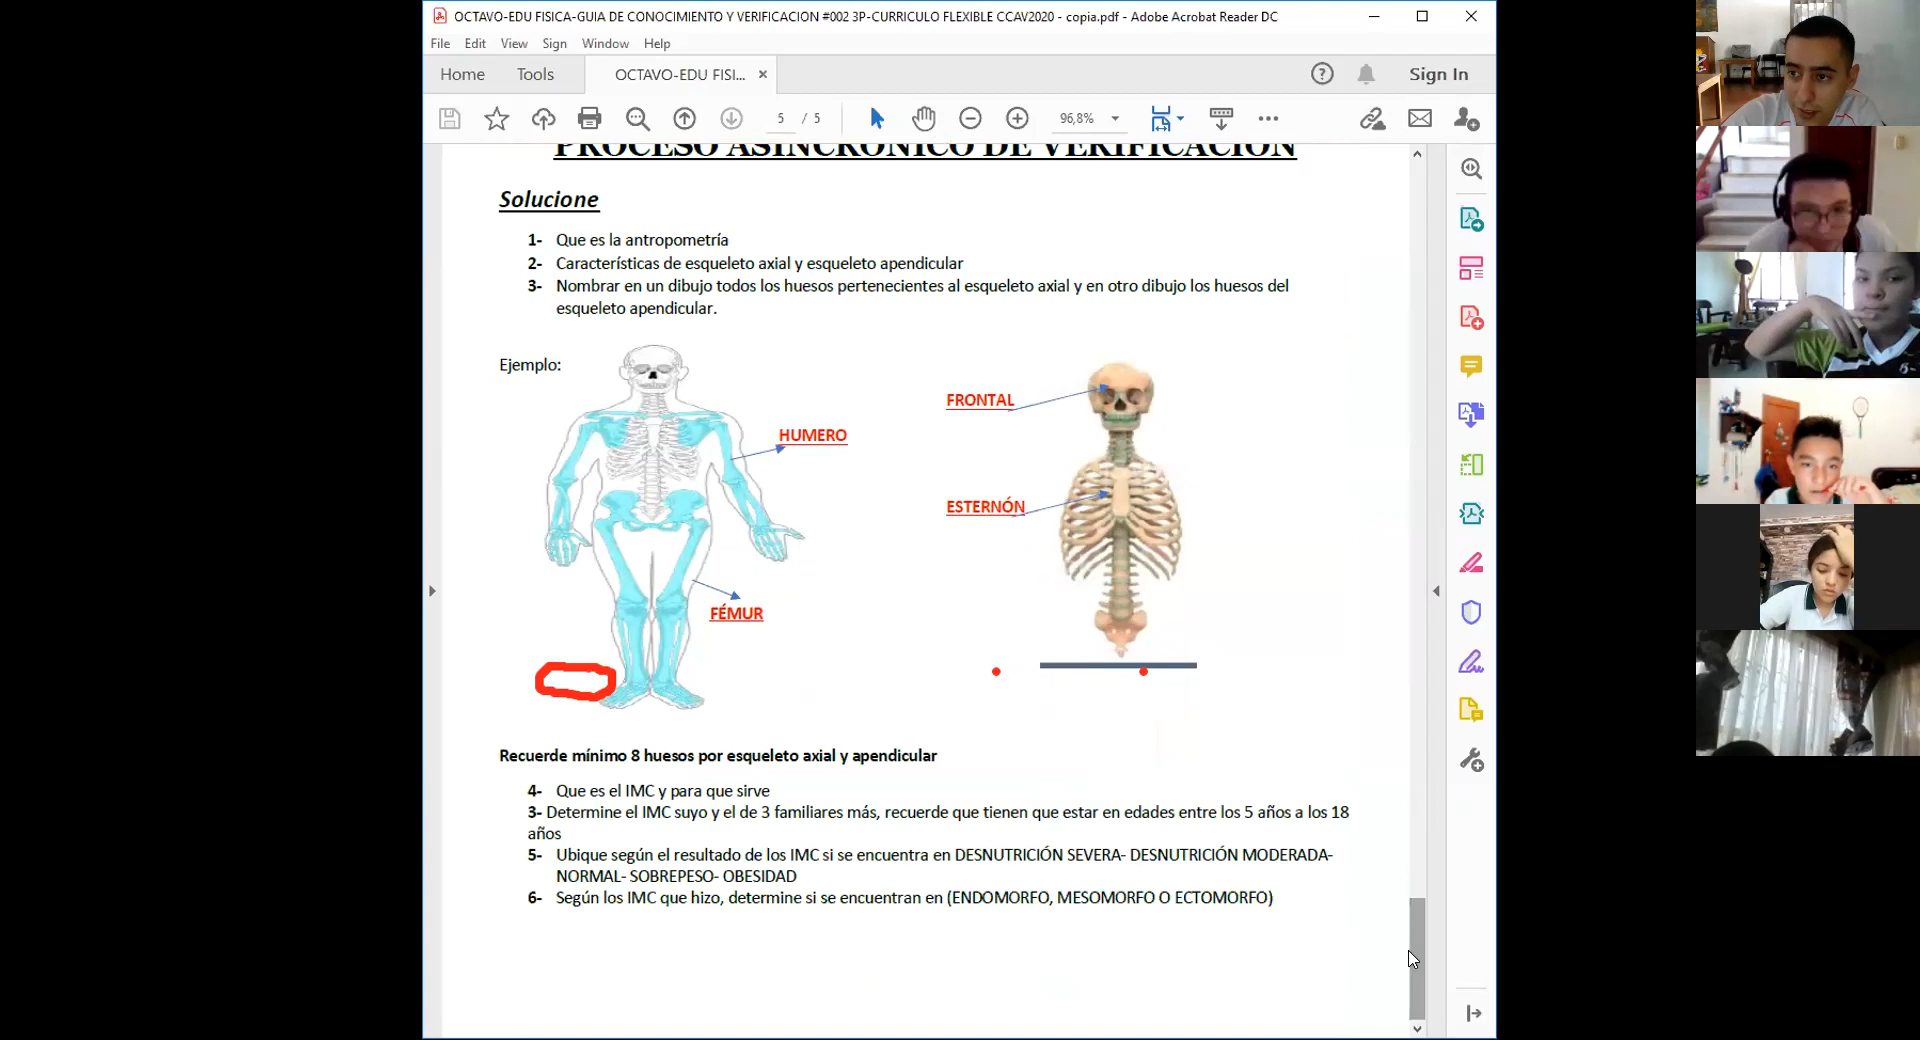 OCTAVO-EDU FISICA-GUIA DE CONOCIMIENTO Y VERIFICACION #002 3P-CURRICULO FLEXIBLE CCAV2020 - copia.pdf - Adobe Acrobat Reader DC
File Edit View Sign Window Help
Home Tools OCTAVO-EDU FISI... × Sign In
5 / 5 96,8%
PROCESO ASINCRONICO DE VERIFICACION
Solucione
1- Que es la antropometría
2- Características de esqueleto axial y esqueleto apendicular
3- Nombrar en un dibujo todos los huesos pertenecientes al esqueleto axial y en otro dibujo los huesos del
esqueleto apendicular.
Ejemplo:
FRONTAL
HUMERO
ESTERNÓN
FÉMUR
Recuerde mínimo 8 huesos por esqueleto axial y apendicular
4- Que es el IMC y para que sirve
3- Determine el IMC suyo y el de 3 familiares más, recuerde que tienen que estar en edades entre los 5 años a los 18
años
5- Ubique según el resultado de los IMC si se encuentra en DESNUTRICIÓN SEVERA- DESNUTRICIÓN MODERADA-
NORMAL- SOBREPESO- OBESIDAD
6- Según los IMC que hizo, determine si se encuentran en (ENDOMORFO, MESOMORFO O ECTOMORFO)